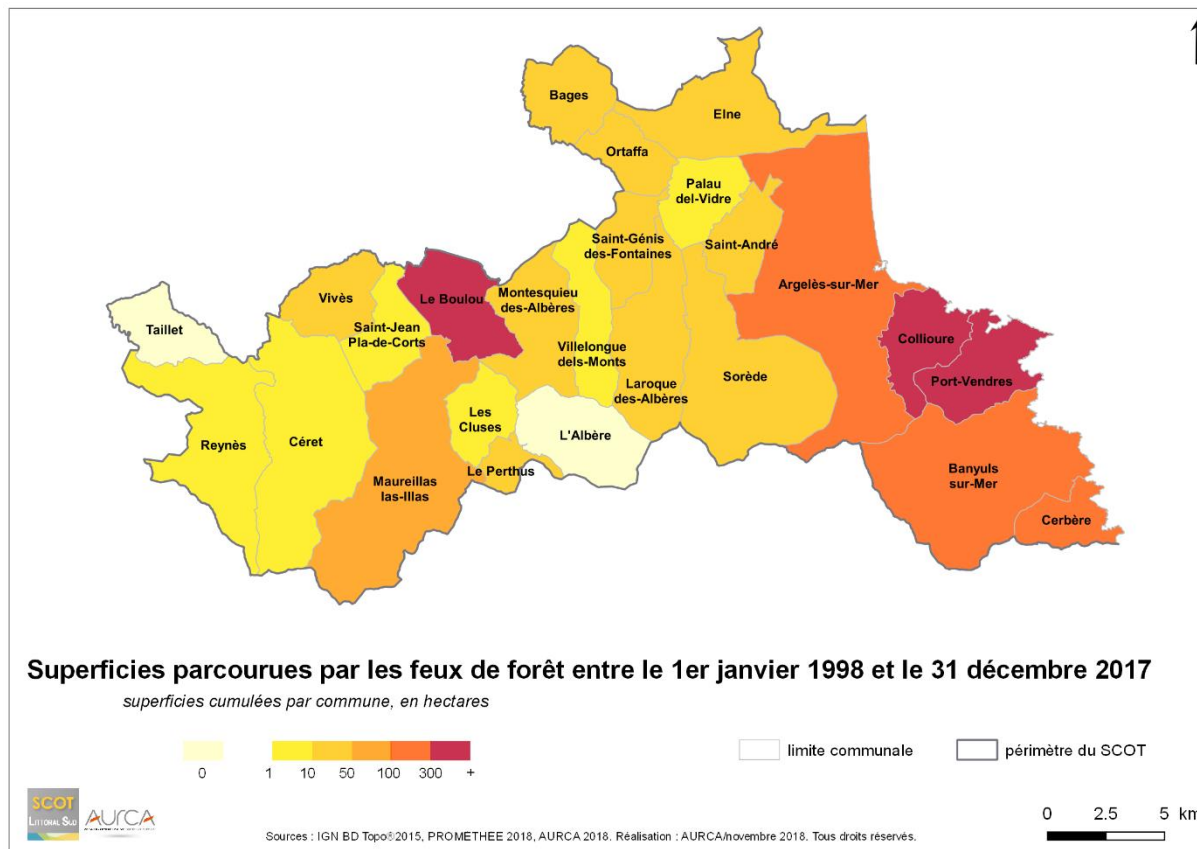 Bages
Elne
Ortaffa
Palau
del-Vidre
Saint-Génis
des-Fontaines
Saint-André
Argelès-sur-Mer
Vivès
Le Boulou
Montesquieu
des-Albères
Taillet
Saint-Jean
Pla-de-Corts
Villelongue
dels-Monts
Collioure
Port-Vendres
Laroque
des-Albères
Sorède
Reynès
Céret
Les
Cluses
L'Albère
Le Perthus
Maureillas
las-Illas
Banyuls
sur-Mer
Cerbère
Superficies parcourues par les feux de forêt entre le 1er janvier 1998 et le 31 décembre 2017
superficies cumulées par commune, en hectares
0 1 10 50 100 300 +
limite communale
périmètre du SCOT
SCOT
LITTORAL SUD
AURCA
0 2.5 5 km
Sources : IGN BD Topo®2015, PROMETHEE 2018, AURCA 2018. Réalisation : AURCA/novembre 2018. Tous droits réservés.